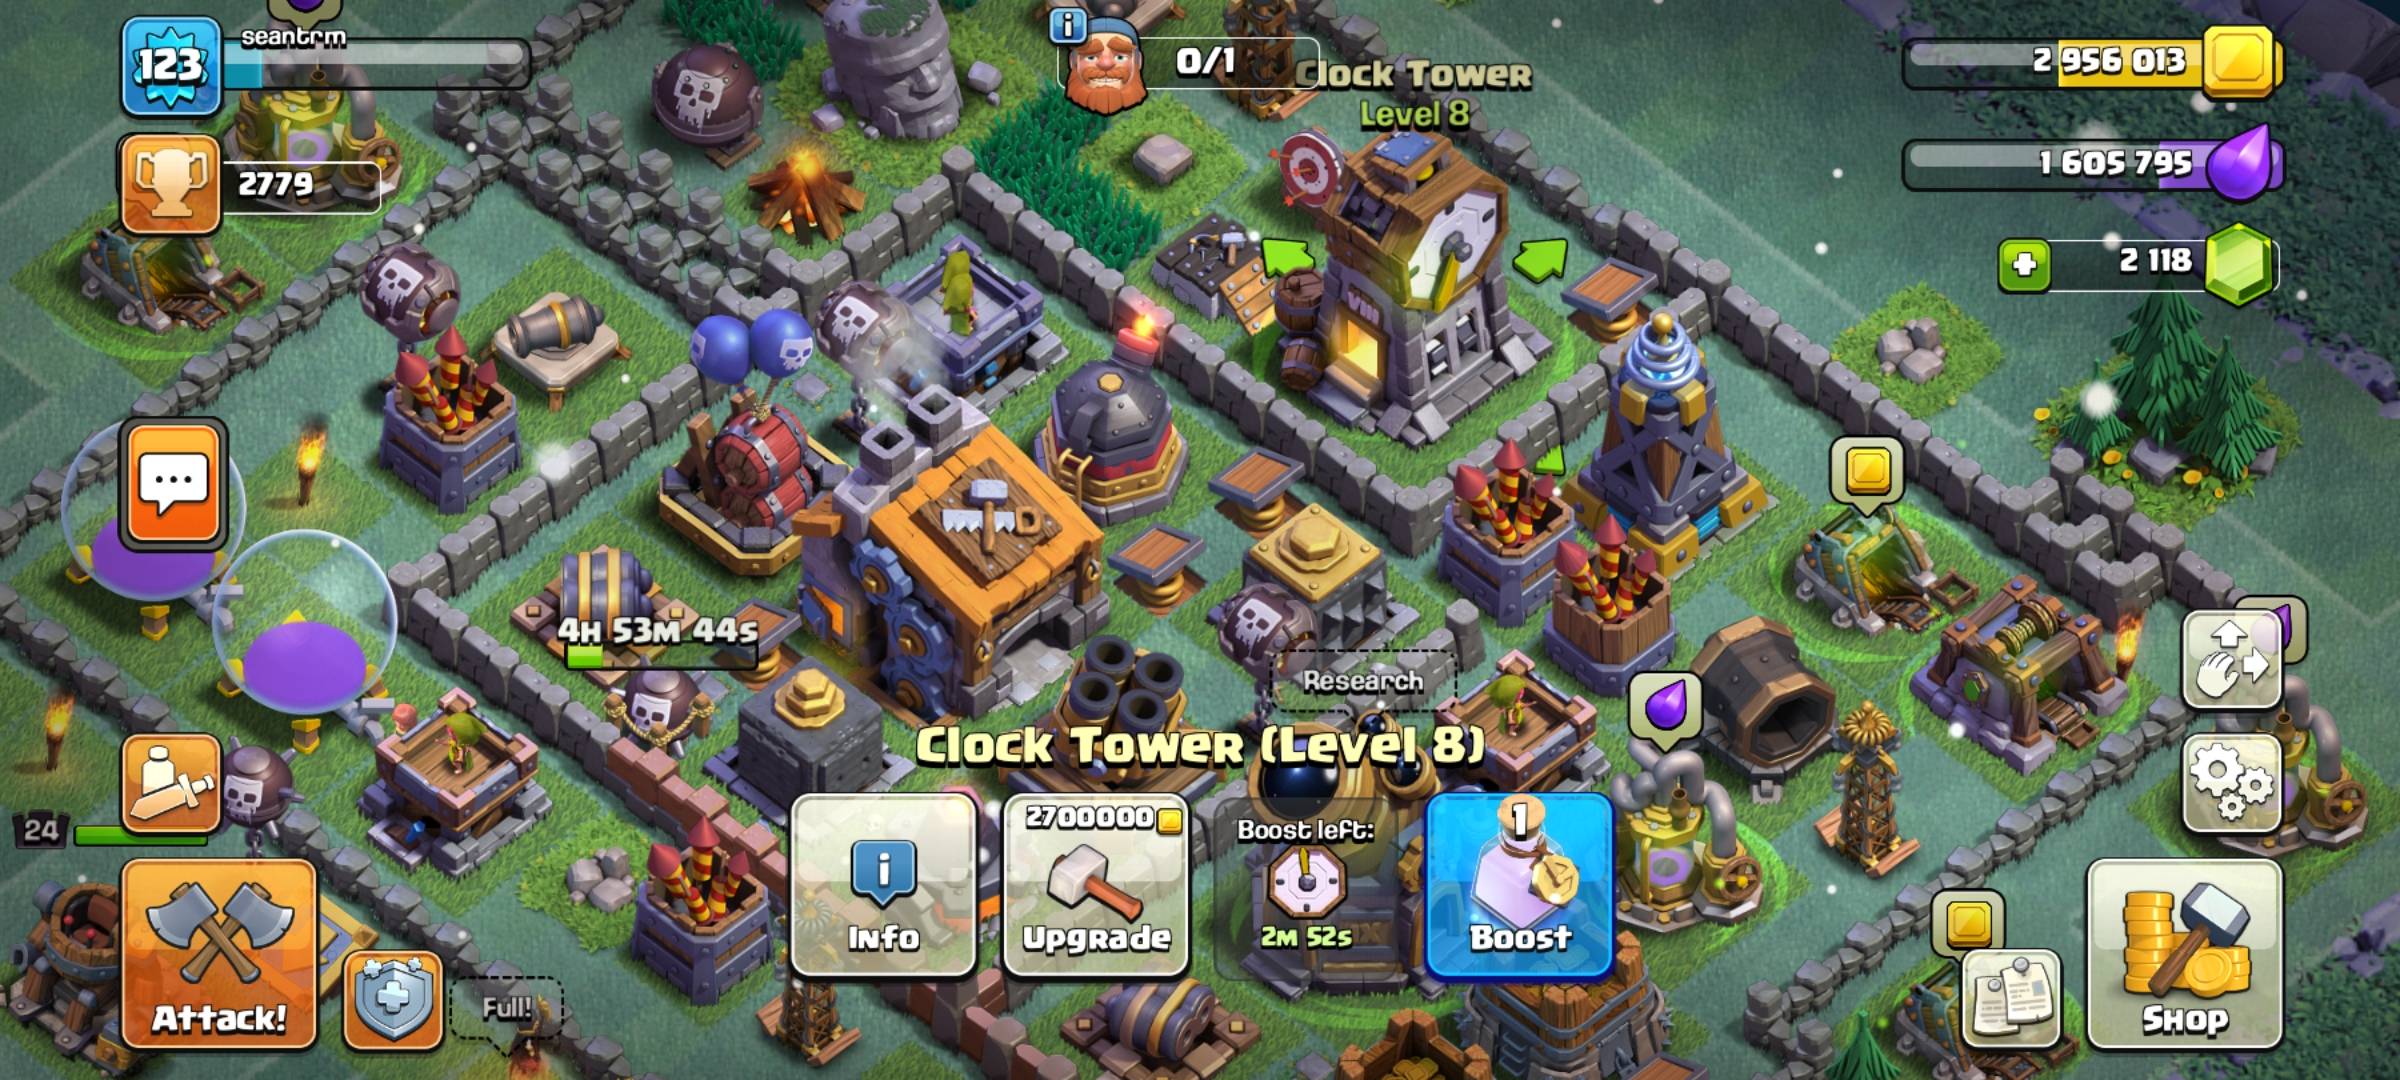 seantrm
123
0/1
Clock Tower
Level 8
2 956 013
2779
1 605 795
2 118
VIII
4H 53M 44s
Research
Clock Tower (Level 8)
24
2700000
Boost left:
1
Info
Upgrade
2M 52s
Boost
Attack!
Full!
Shop